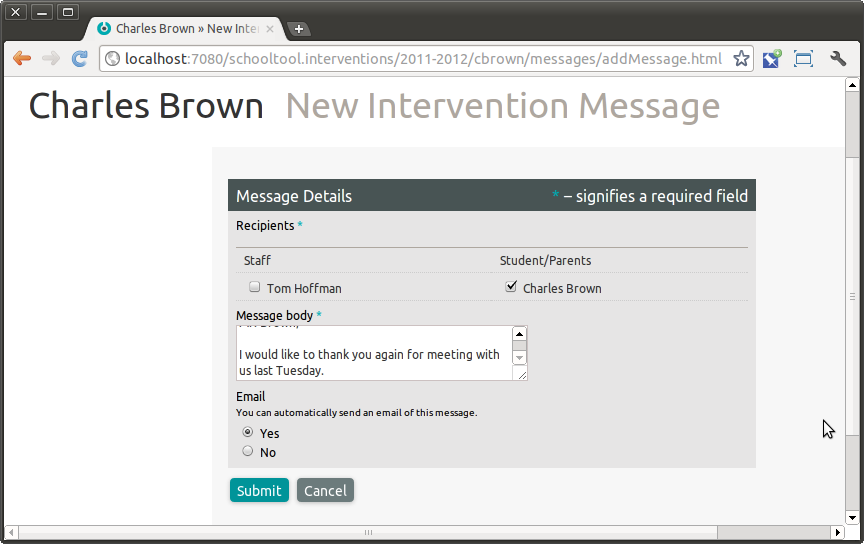 Charles Brown » New Inter
localhost:7080/schooltool.interventions/2011-2012/cbrown/messages/addMessage.html
Charles Brown New Intervention Message
Message Details * – signifies a required field
Recipients *
Staff Student/Parents
Tom Hoffman Charles Brown
Message body *
Brown,
I would like to thank you again for meeting with
us last Tuesday.
Email
You can automatically send an email of this message.
Yes
No
Submit Cancel